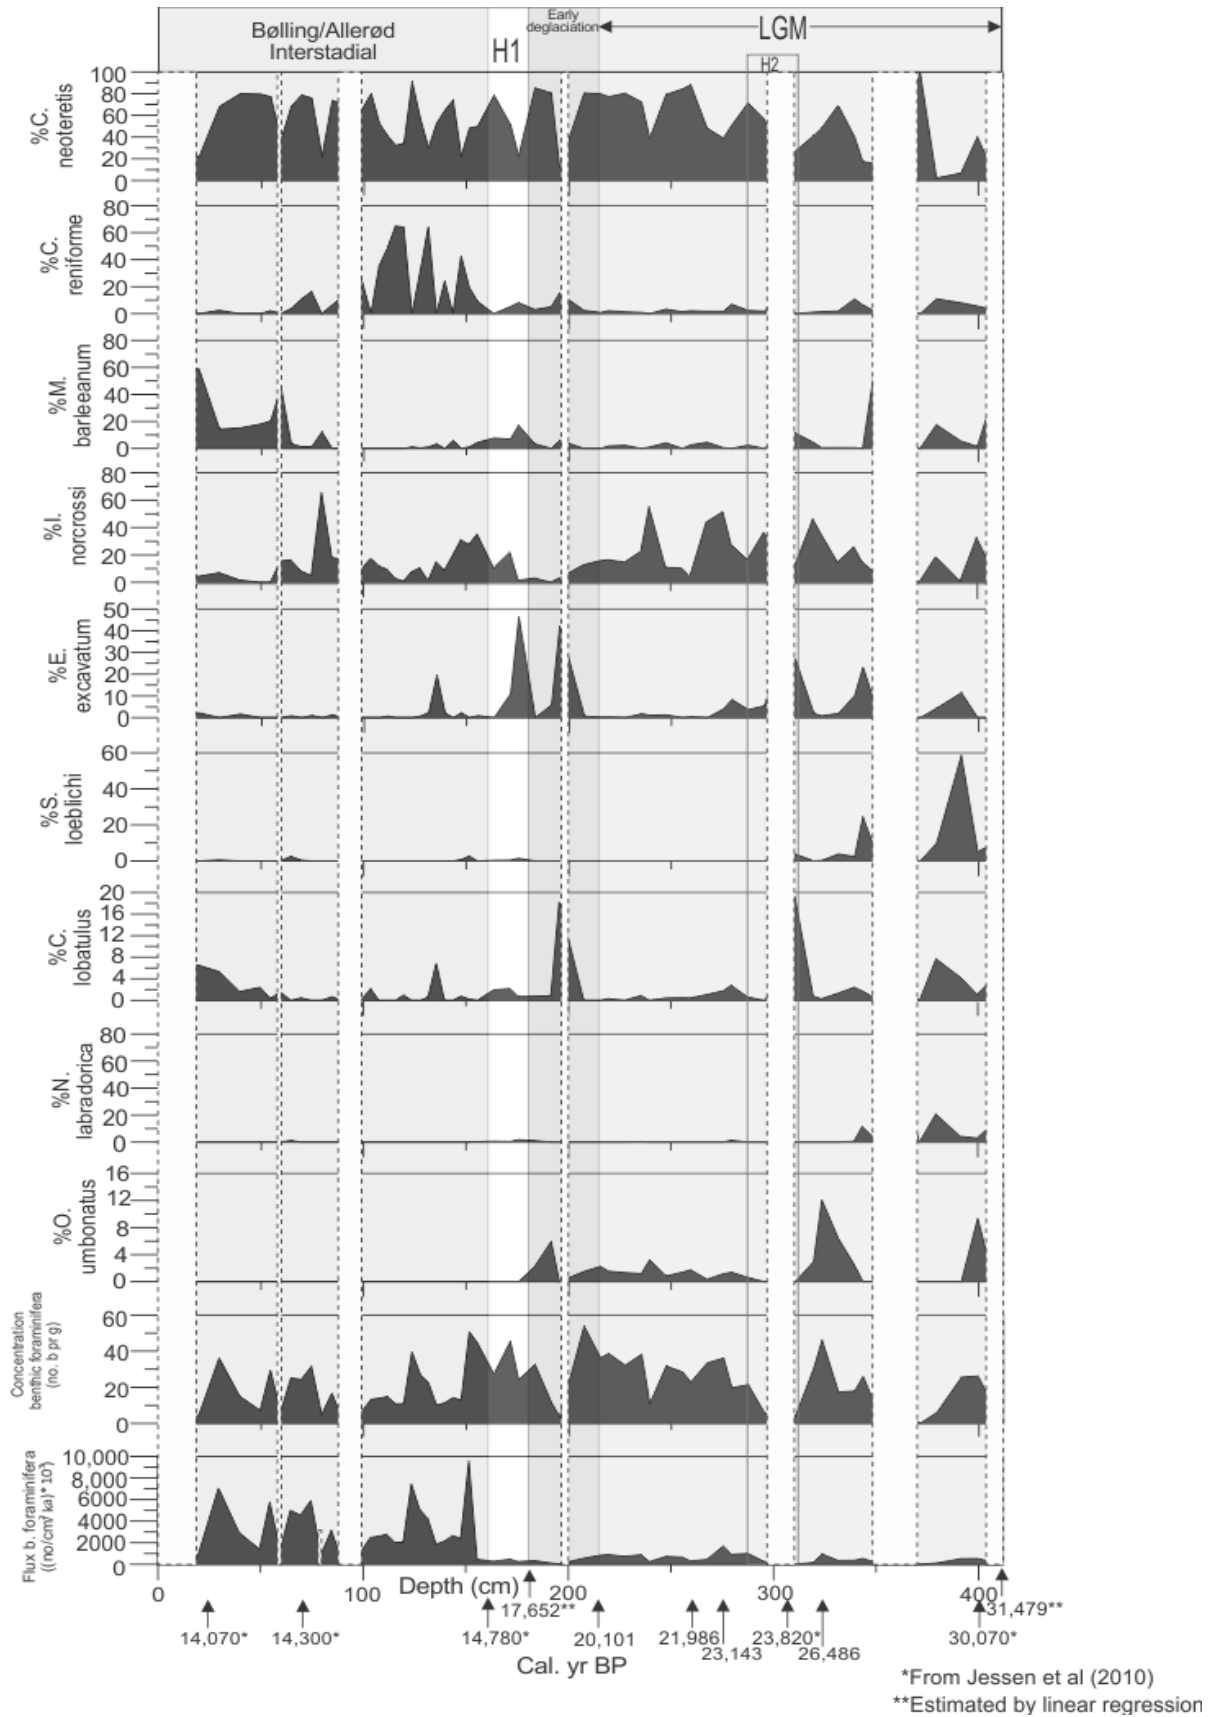 Bølling/Allerød
Interstadial
H1
Early
deglaciation
LGM
H2
%C.
neoteretis
100
80
60
40
20
0
%C.
reniforme
80
60
40
20
0
%M.
barleeanum
80
60
40
20
0
%I.
norcrossi
80
60
40
20
0
%E.
excavatum
50
40
30
20
10
0
%S.
loeblichi
60
40
20
0
%C.
lobatulus
20
16
12
8
4
0
%N.
labradorica
80
60
40
20
0
%O.
umbonatus
16
12
8
4
0
Concentration
benthic foraminifera
(no. b pr g)
60
40
20
0
Flux b. foraminifera
((no/cm²/ ka)* 10³)
10,000
8,000
6000
4000
2000
0
0 100 Depth (cm) 200 300 400
17,652** 31,479**
14,070* 14,300* 14,780* 20,101 21,986 23,820* 30,070*
23,143 26,486
Cal. yr BP
*From Jessen et al (2010)
**Estimated by linear regression